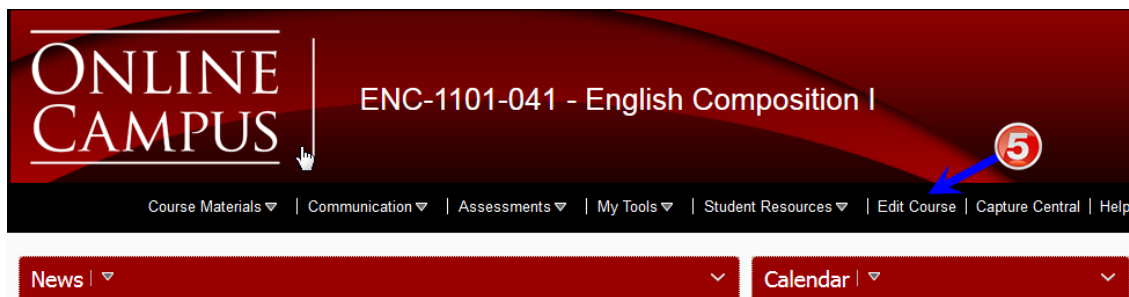 ONLINE
CAMPUS
ENC-1101-041 - English Composition I
5
Course Materials | Communication | Assessments | My Tools | Student Resources | Edit Course | Capture Central | Help
News |
Calendar |